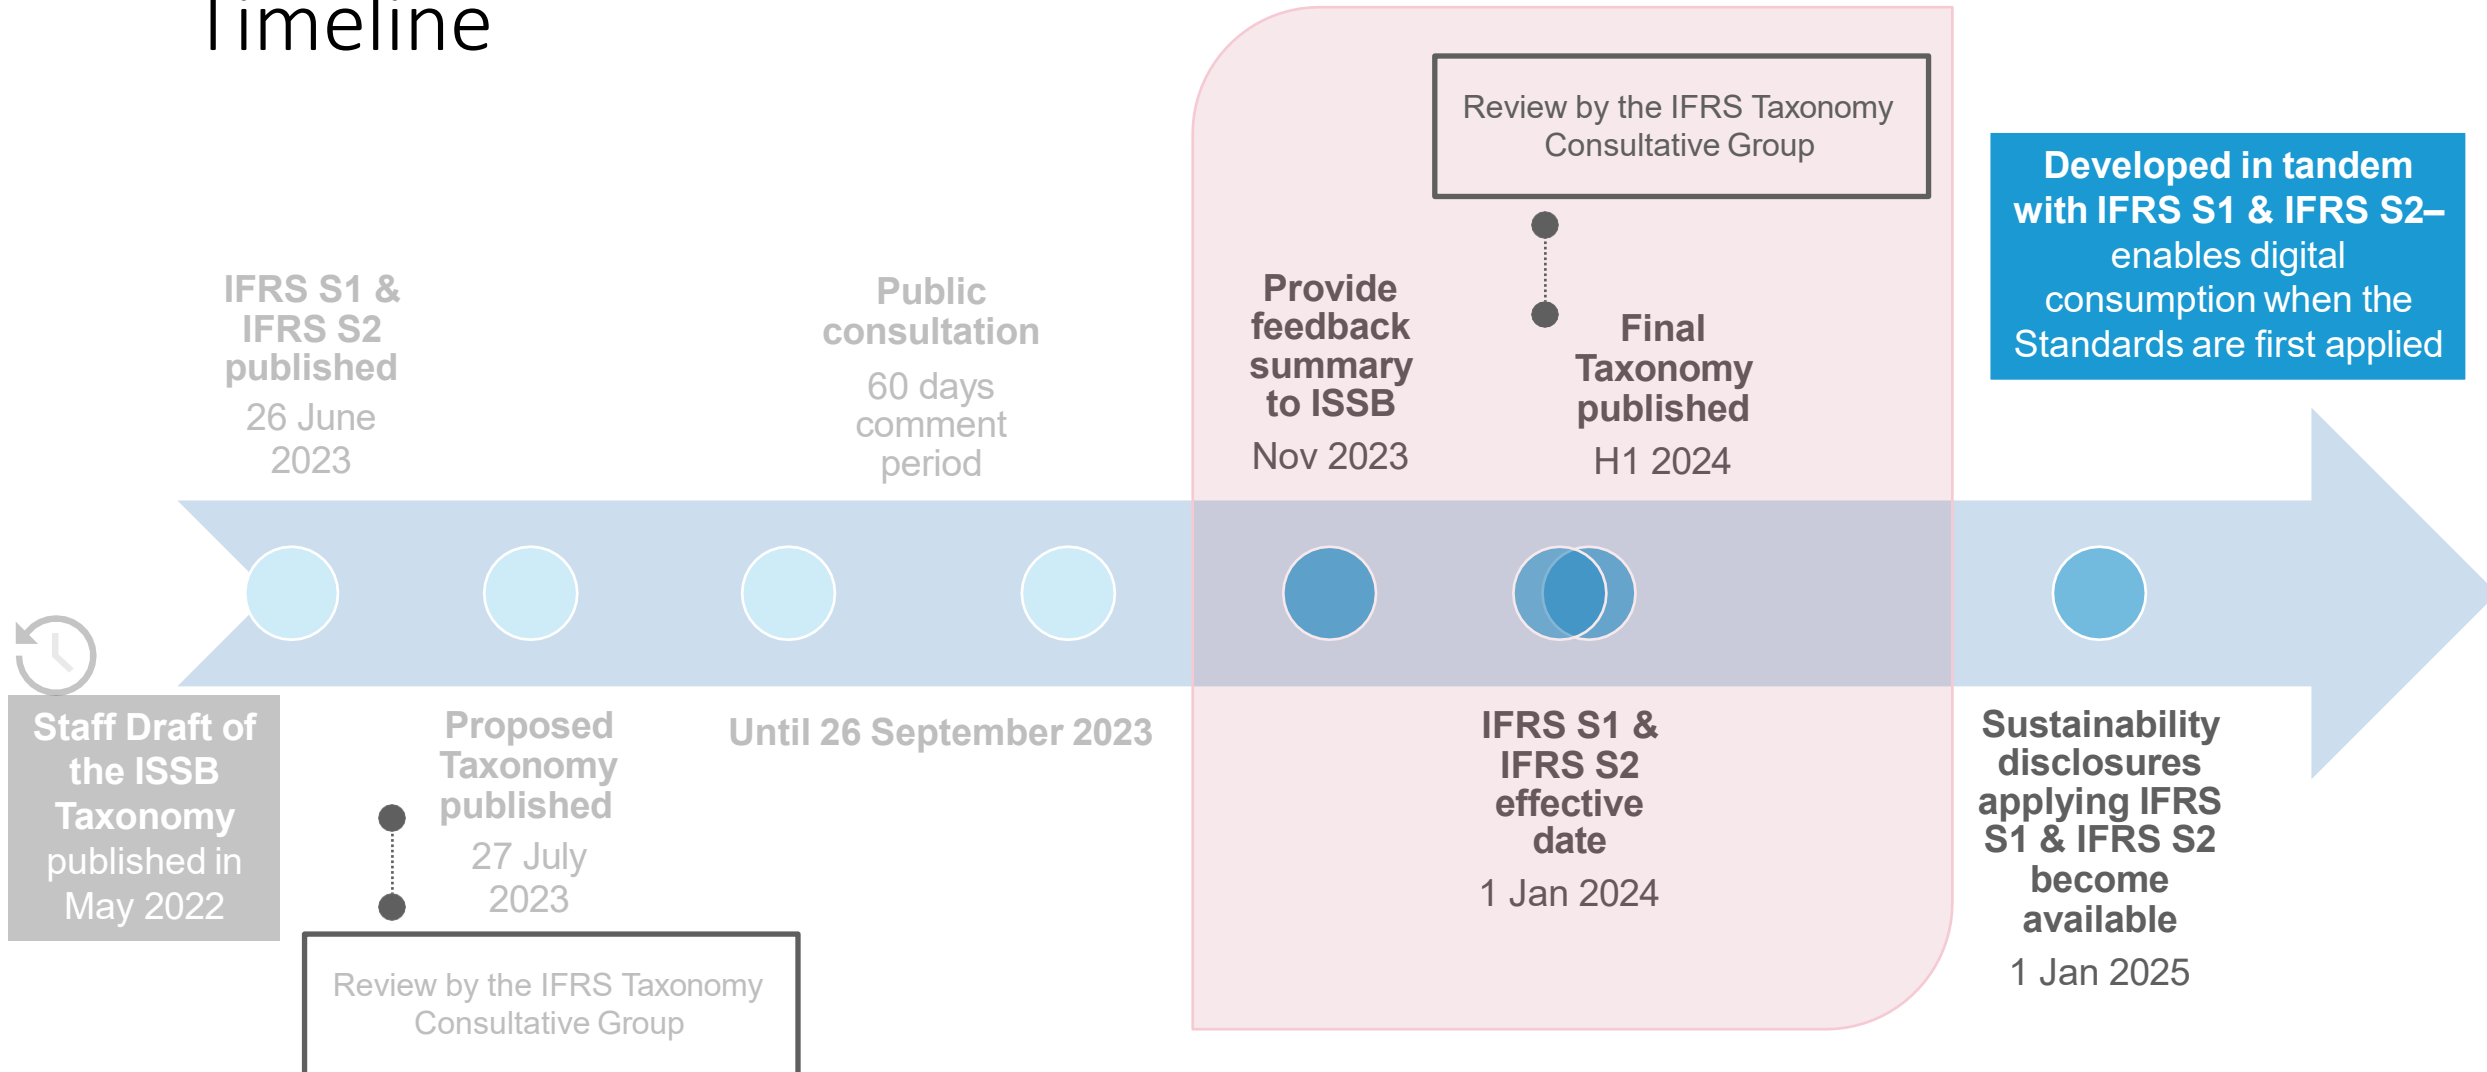 Timeline
Review by the IFRS Taxonomy
Consultative Group
Developed in tandem
with IFRS S1 & IFRS S2–
enables digital
consumption when the
Standards are first applied
IFRS S1 &
IFRS S2
published
26 June
2023
Public
consultation
60 days
comment
period
Provide
feedback
summary
to ISSB
Nov 2023
Final
Taxonomy
published
H1 2024
Staff Draft of
the ISSB
Taxonomy
published in
May 2022
Proposed
Taxonomy
published
27 July
2023
Until 26 September 2023
IFRS S1 &
IFRS S2
effective
date
1 Jan 2024
Sustainability
disclosures
applying IFRS
S1 & IFRS S2
become
available
1 Jan 2025
Review by the IFRS Taxonomy
Consultative Group